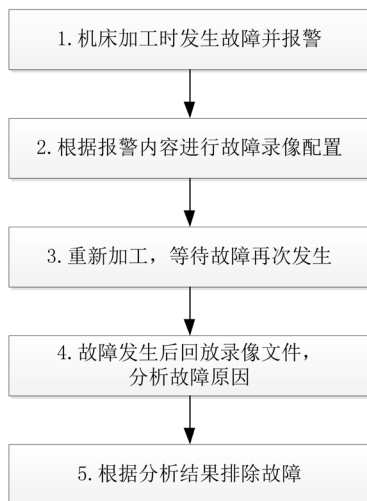 1.机床加工时发生故障并报警
2.根据报警内容进行故障录像配置
3.重新加工，等待故障再次发生
4.故障发生后回放录像文件，
分析故障原因
5.根据分析结果排除故障